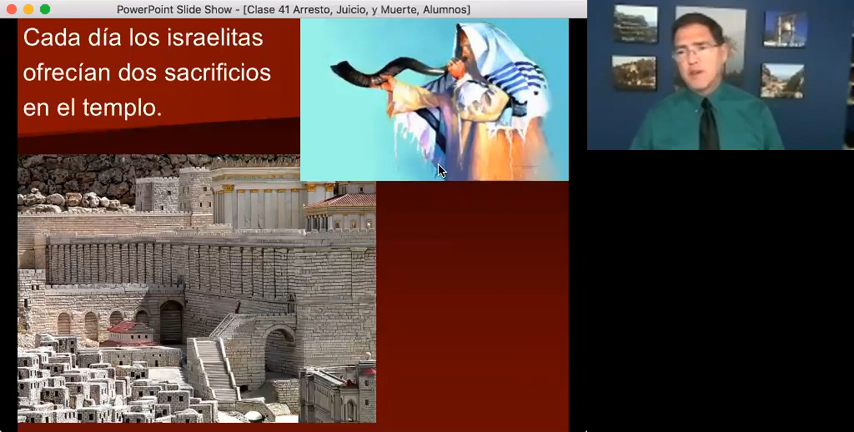 PowerPoint Slide Show - [Clase 41 Arresto, Juicio, y Muerte, Alumnos]
Cada día los israelitas
ofrecían dos sacrificios
en el templo.